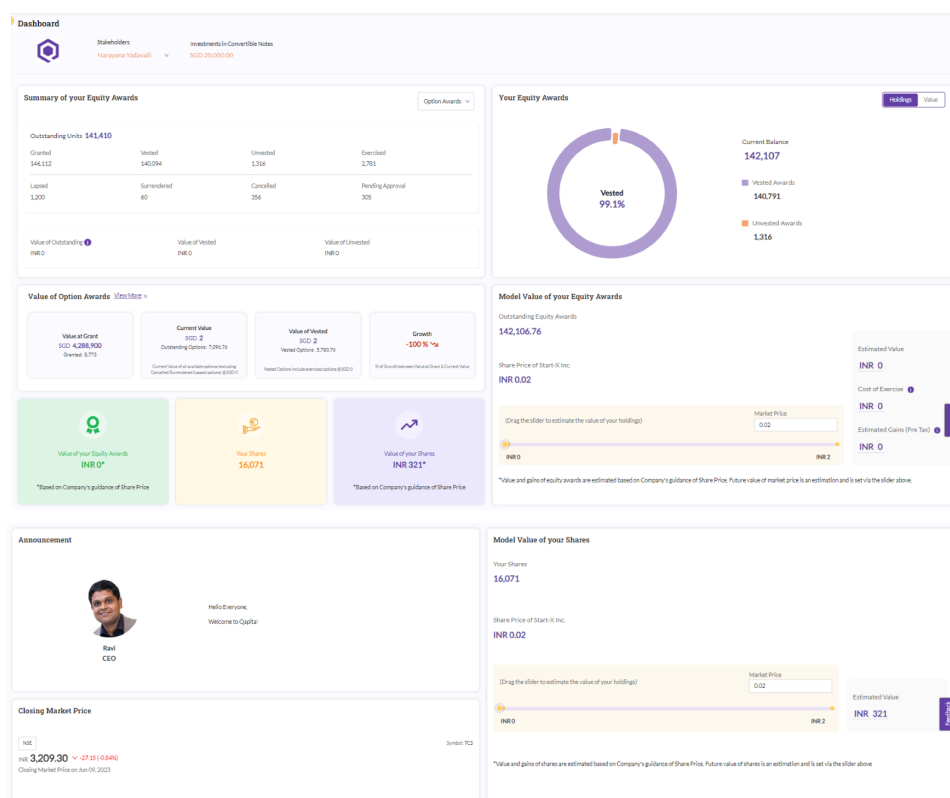 Dashboard
Stakeholders
Narayana Yadavalli
Investments in Convertible Notes
SGD 20,000.00
Summary of your Equity Awards
Option Awards
Outstanding Units 141,410
Granted Vested Unvested Exercised
146,112 140,094 1,316 2,781
Lapsed Surrendered Cancelled Pending Approval
1,200 60 356 305
Value of Outstanding Value of Vested Value of Unvested
INR 0 INR 0 INR 0
Your Equity Awards
Holdings Value
Vested
99.1%
Current Balance
142,107
Vested Awards
140,791
Unvested Awards
1,316
Value of Option Awards View More »
Value at Grant
SGD 4,288,900
Granted: 8,773
Current Value
SGD 2
Outstanding Options: 7,096.76
Current Value of all available options (excluding
Cancelled/Surrendered/Lapsed options) @SGD 0
Value of Vested
SGD 2
Vested Options: 5,780.76
Vested Options include exercised options @SGD 0
Growth
-100 %
% of Growth between Value at Grant & Current Value
Value of your Equity Awards
INR 0*
*Based on Company's guidance of Share Price
Your Shares
16,071
Value of your Shares
INR 321*
*Based on Company's guidance of Share Price
Model Value of your Equity Awards
Outstanding Equity Awards
142,106.76
Share Price of Start-X Inc.
INR 0.02
(Drag the slider to estimate the value of your holdings)
Market Price
0.02
INR 0 INR 2
Estimated Value
INR 0
Cost of Exercise
INR 0
Estimated Gains (Pre Tax)
INR 0
*Value and gains of equity awards are estimated based on Company's guidance of Share Price. Future value of market price is an estimation and is set via the slider above.
Announcement
Ravi
CEO
Hello Everyone,
Welcome to Qapita!
Closing Market Price
NSE
Symbol: TCS
INR 3,209.30 -27.15 (-0.84%)
Closing Market Price on Jun 09, 2023
Model Value of your Shares
Your Shares
16,071
Share Price of Start-X Inc.
INR 0.02
(Drag the slider to estimate the value of your holdings)
Market Price
0.02
INR 0 INR 2
Estimated Value
INR 321
Feedback
*Value and gains of shares are estimated based on Company's guidance of Share Price. Future value of shares is an estimation and is set via the slider above